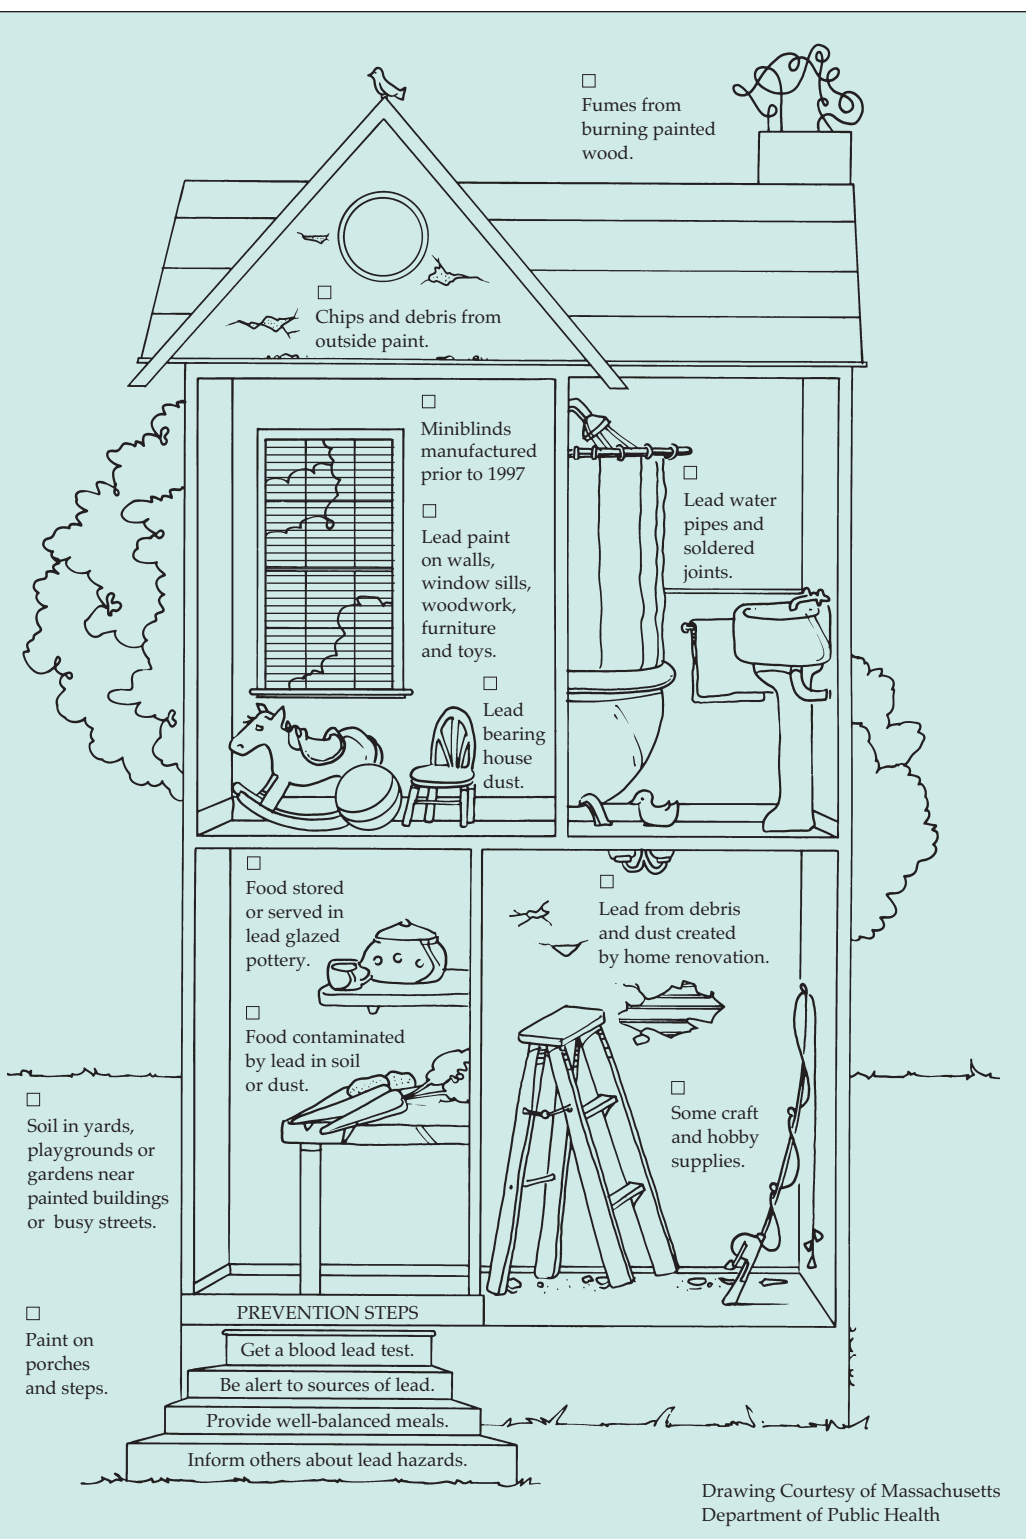 ☐
Fumes from
burning painted
wood.
☐
Chips and debris from
outside paint.
☐
Miniblinds
manufactured
prior to 1997
☐
Lead paint
on walls,
window sills,
woodwork,
furniture
and toys.
☐
Lead
bearing
house
dust.
☐
Lead water
pipes and
soldered
joints.
☐
Food stored
or served in
lead glazed
pottery.
☐
Food contaminated
by lead in soil
or dust.
☐
Lead from debris
and dust created
by home renovation.
☐
Some craft
and hobby
supplies.
☐
Soil in yards,
playgrounds or
gardens near
painted buildings
or busy streets.
☐
Paint on
porches
and steps.
PREVENTION STEPS
Get a blood lead test.
Be alert to sources of lead.
Provide well-balanced meals.
Inform others about lead hazards.
Drawing Courtesy of Massachusetts
Department of Public Health